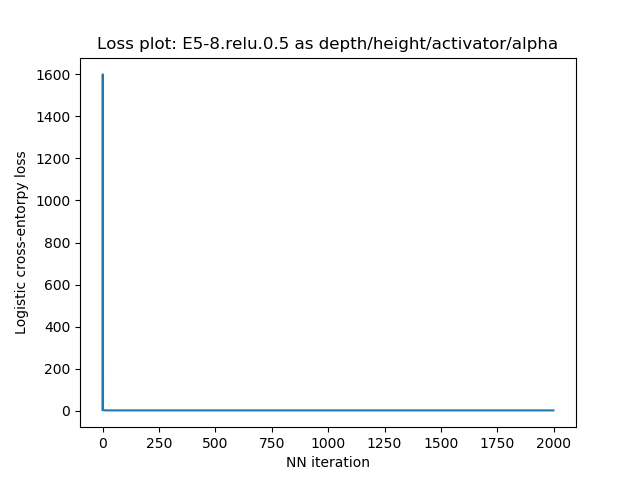 Loss plot: E5-8.relu.0.5 as depth/height/activator/alpha
1600
1400
1200
1000
800
600
400
200
0
Logistic cross-entorpy loss
0 250 500 750 1000 1250 1500 1750 2000
NN iteration